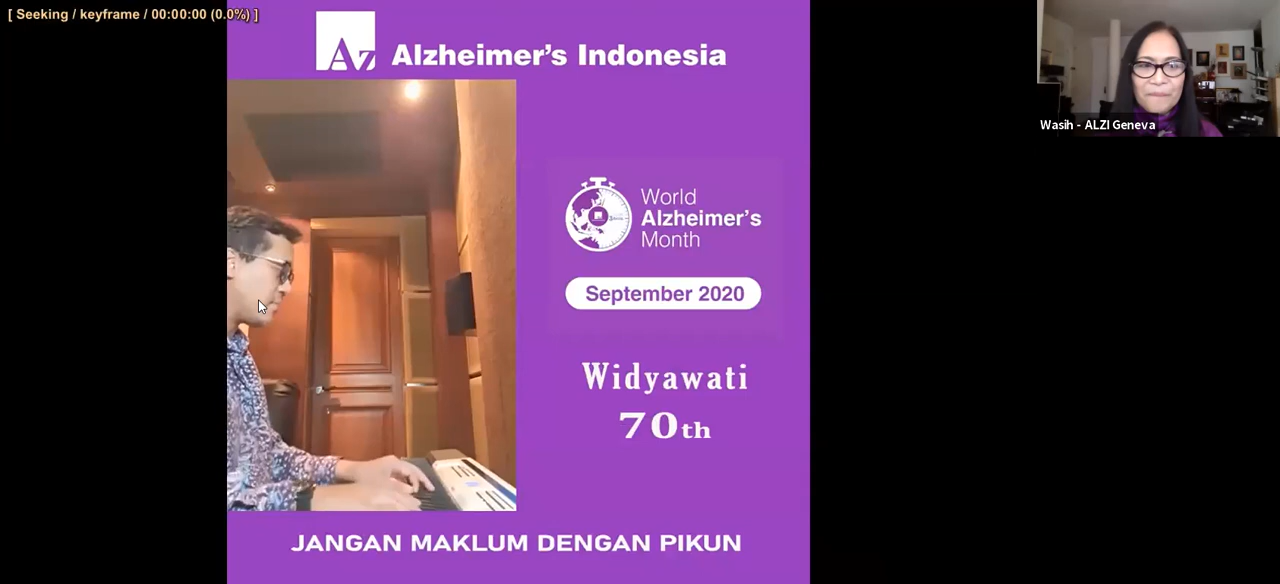 [ Seeking / keyframe / 00:00:00 (0.0%) ]
Az
Alzheimer's Indonesia
Wasih - ALZI Geneva
World
Alzheimer's
Month
September 2020
Widyawati
70th
JANGAN MAKLUM DENGAN PIKUN